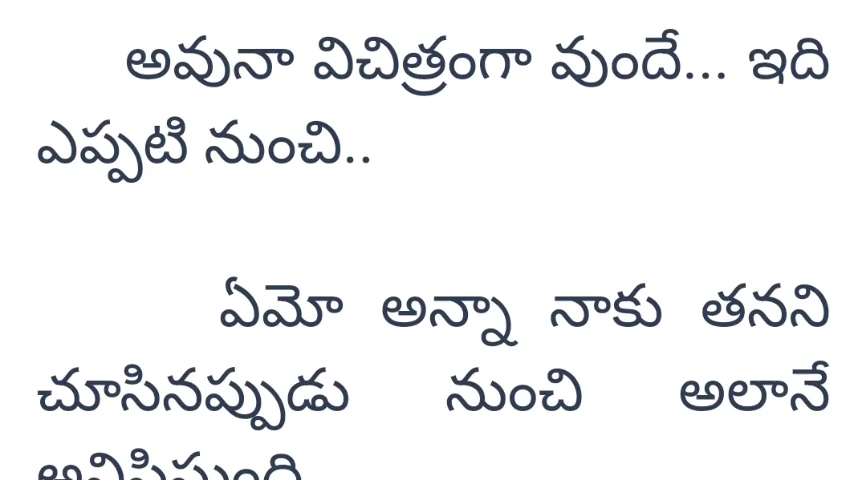 అవునా విచిత్రంగా వుందే... ఇది
ఎప్పటి నుంచి..
ఏమో అన్నా నాకు తనని
చూసినప్పుడు నుంచి అలానే